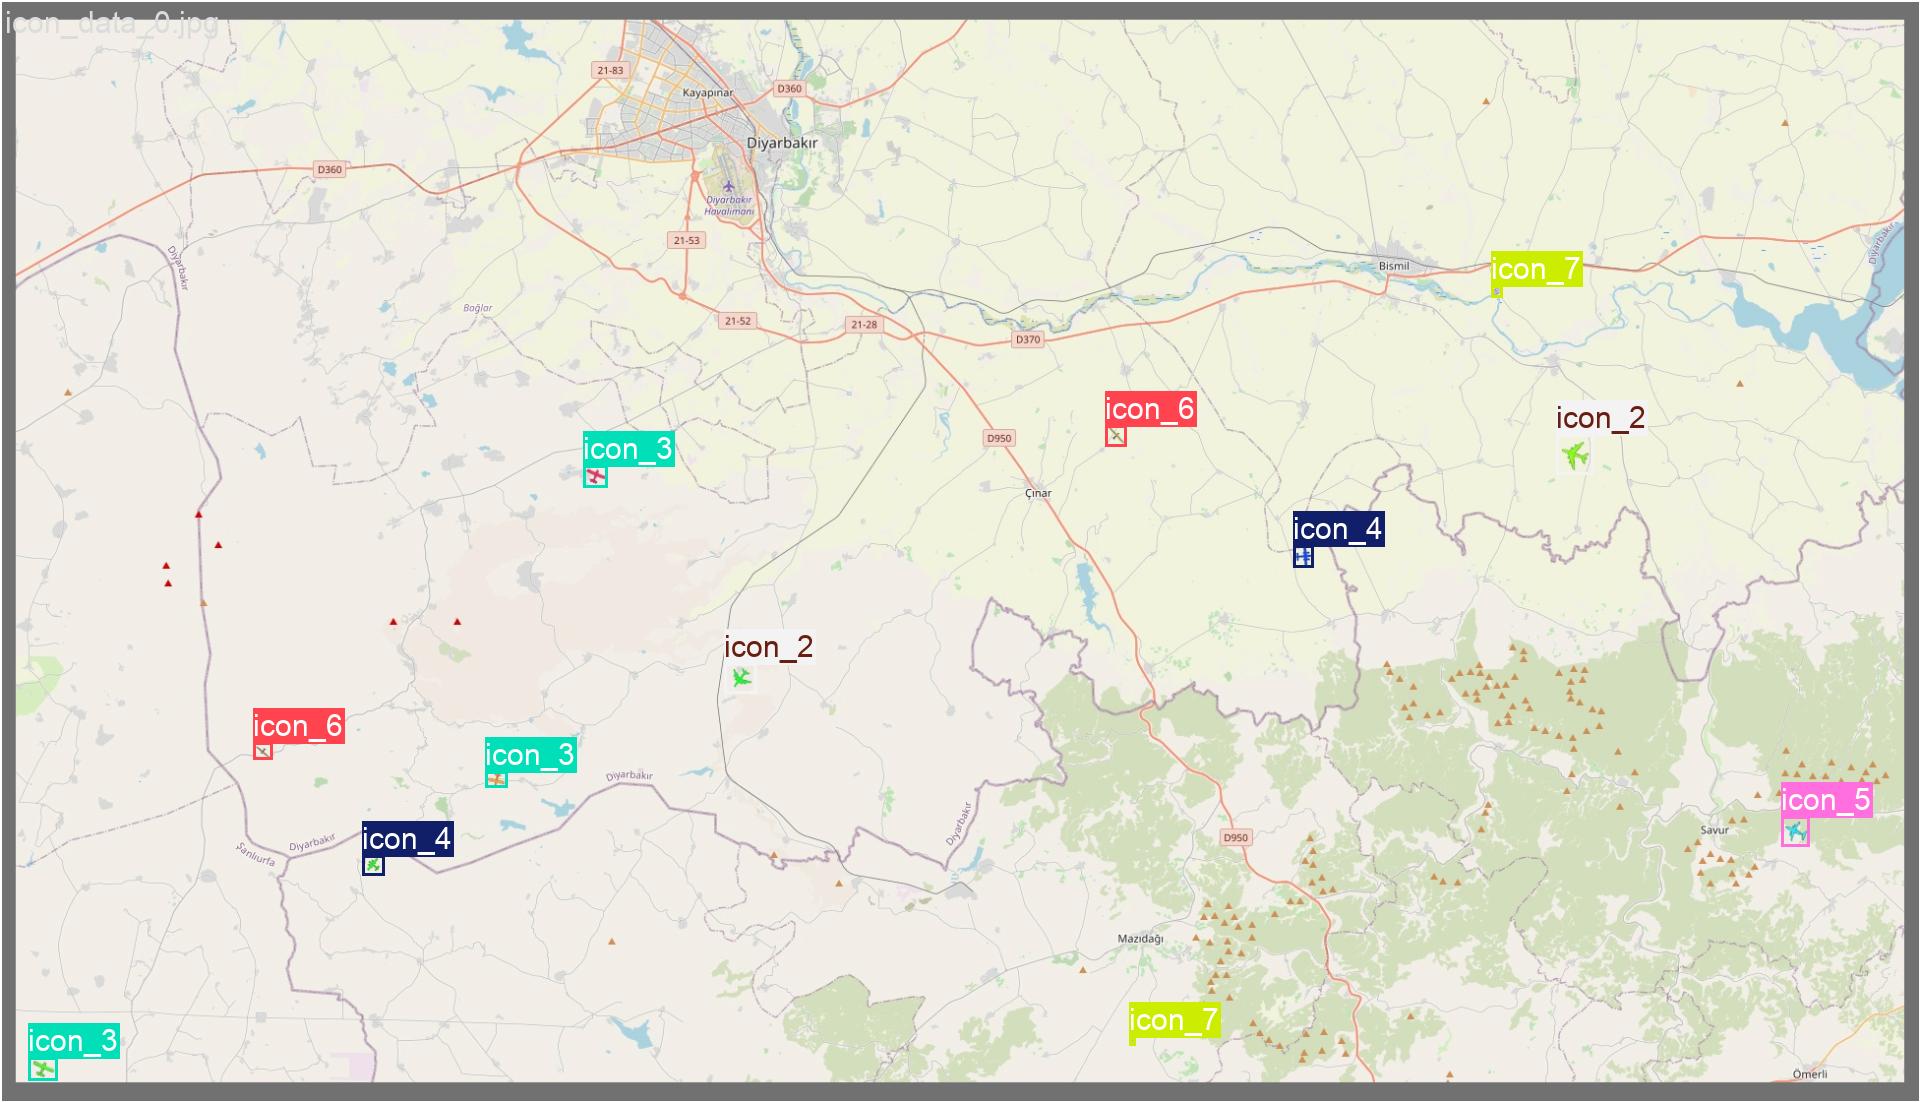 icon_data_0.jpg
21-83
Kayapınar
D360
Diyarbakır
D360
Diyarbakır
Havalimanı
21-53
Diyarbakır
Diyarbakır
Bismil
icon_7
Bağlar
21-52
21-28
D370
icon_6
icon_2
icon_3
D950
Çınar
icon_4
icon_2
icon_6
icon_3
Diyarbakır
icon_5
icon_4
Diyarbakır
Şanlıurfa
Diyarbakır
D950
Savur
Mazıdağı
icon_7
icon_3
Ömerli